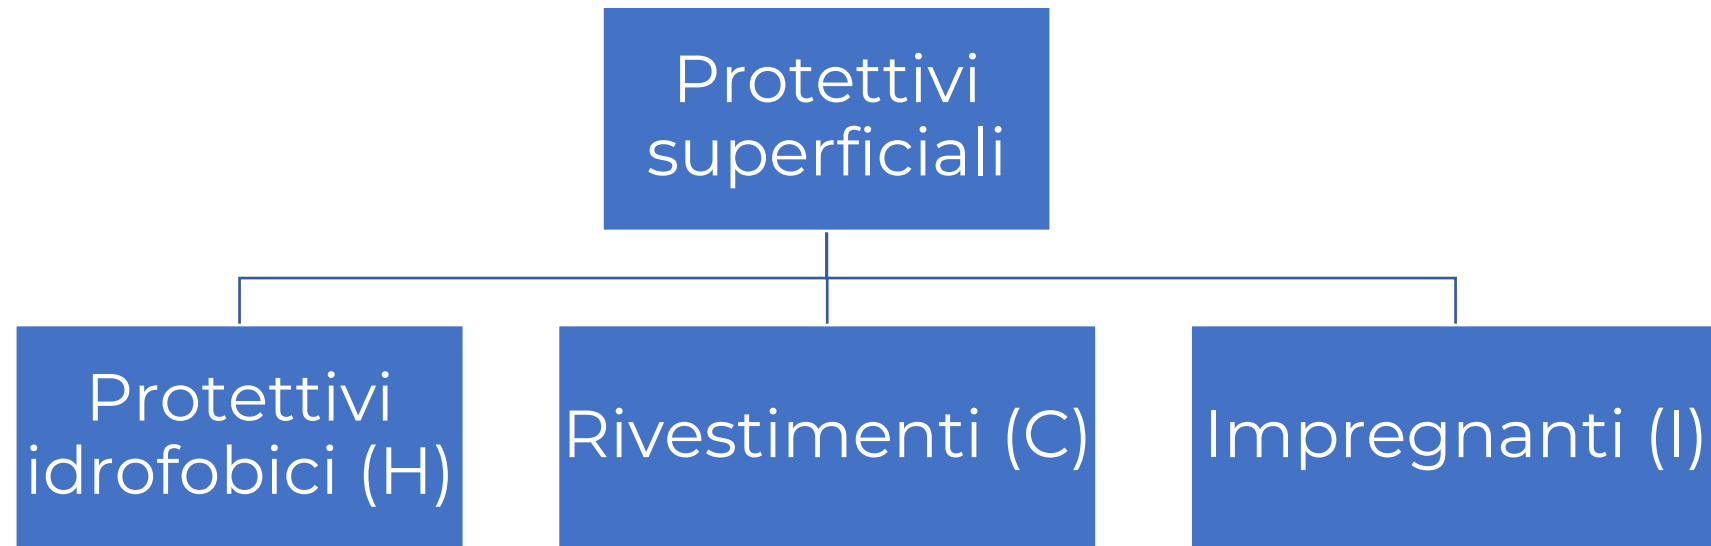 Protettivi
superficiali
Protettivi
idrofobici (H)
Rivestimenti (C)
Impregnanti (I)